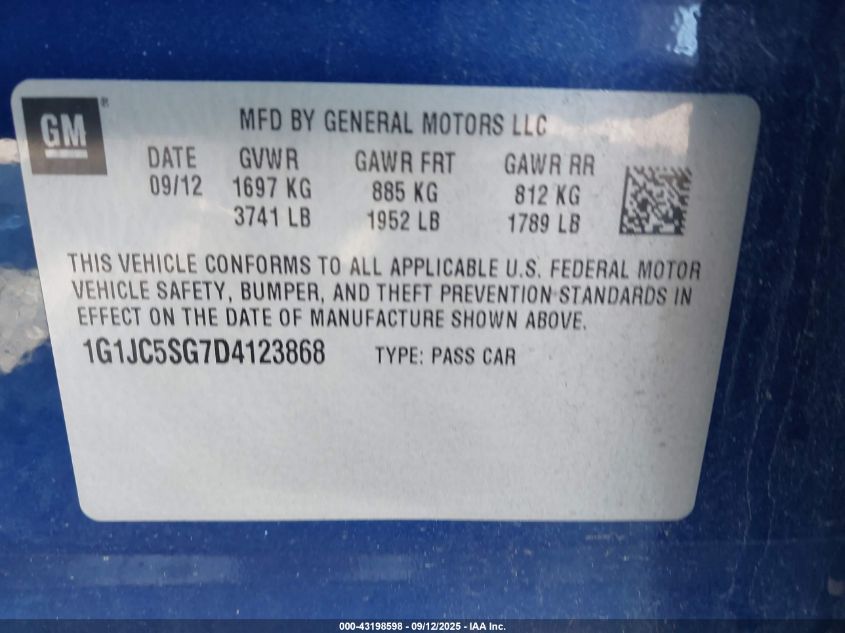 GM®
MFD BY GENERAL MOTORS LLC
DATE GVWR GAWR FRT GAWR RR
09/12 1697 KG 885 KG 812 KG
3741 LB 1952 LB 1789 LB
THIS VEHICLE CONFORMS TO ALL APPLICABLE U.S. FEDERAL MOTOR
VEHICLE SAFETY, BUMPER, AND THEFT PREVENTION STANDARDS IN
EFFECT ON THE DATE OF MANUFACTURE SHOWN ABOVE.
1G1JC5SG7D4123868 TYPE: PASS CAR
000-43198598 - 09/12/2025 - IAA Inc.